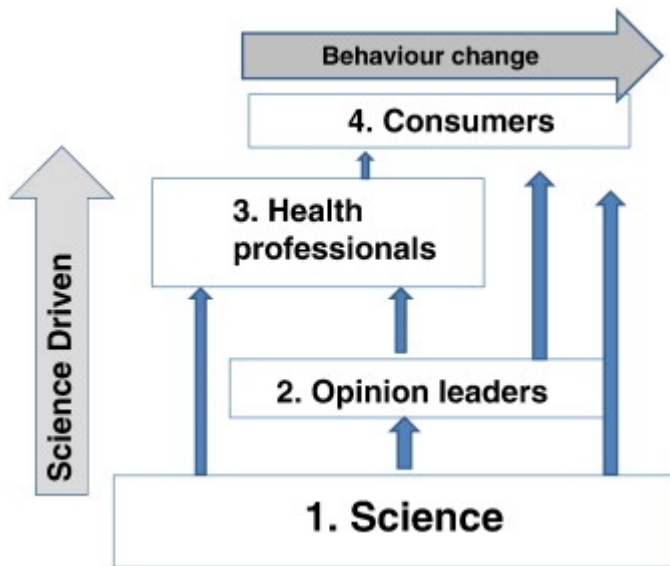 Behaviour change
4. Consumers
3. Health
professionals
Science Driven
2. Opinion leaders
1. Science